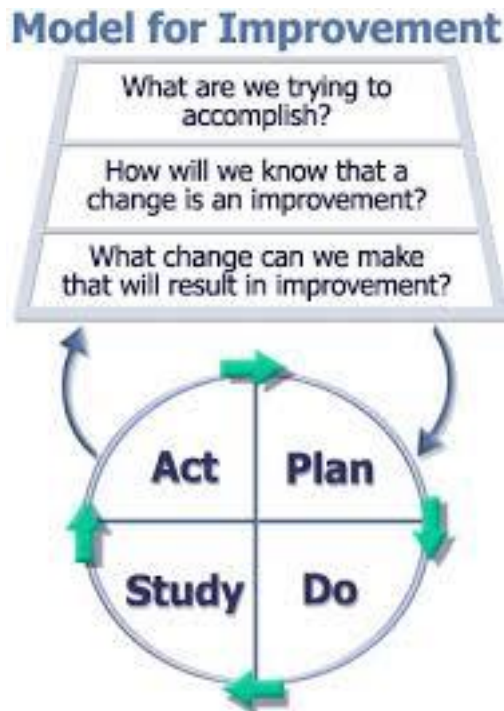 Model for Improvement
What are we trying to
accomplish?
How will we know that a
change is an improvement?
What change can we make
that will result in improvement?
Act
Plan
Study
Do